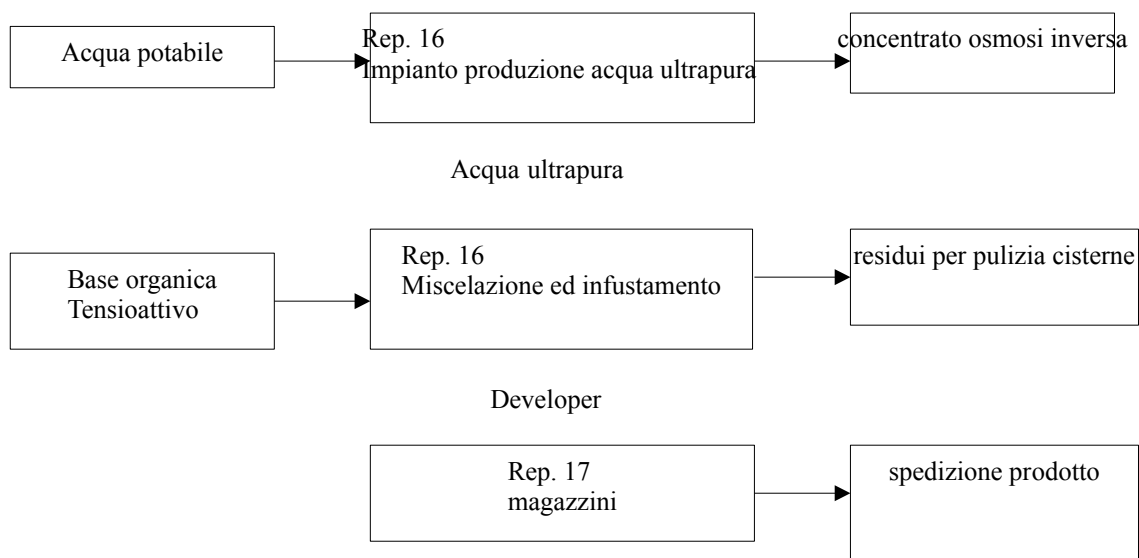 Acqua potabile
Rep. 16
Impianto produzione acqua ultrapura
concentrato osmosi inversa
Acqua ultrapura
Base organica
Tensioattivo
Rep. 16
Miscelazione ed infustamento
residui per pulizia cisterne
Developer
Rep. 17
magazzini
spedizione prodotto